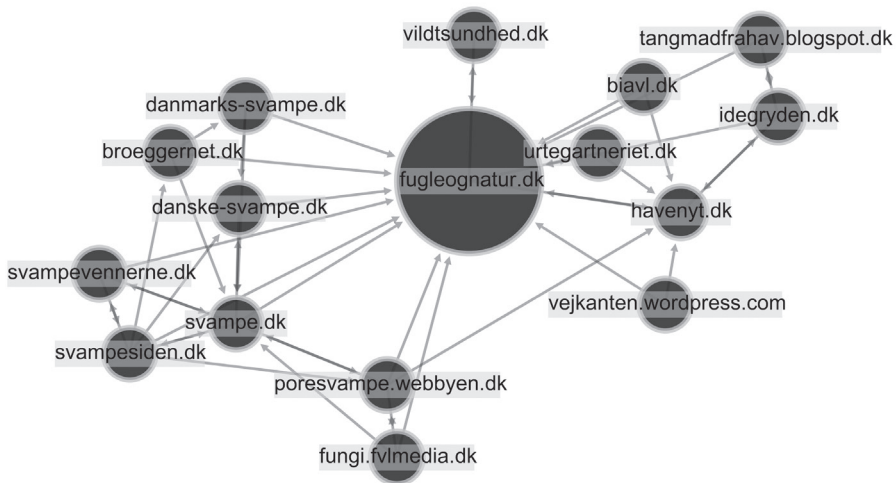 vildtsundhed.dk
tangmadfrahav.blogspot.dk
biavl.dk
danmarks-svampe.dk
idegryden.dk
broeggernet.dk
urtegartneriet.dk
fugleognatur.dk
danske-svampe.dk
havenyt.dk
svampevennerne.dk
vejkanten.wordpress.com
svampe.dk
svampesiden.dk
poresvampe.webbyen.dk
fungi.fvlmedia.dk